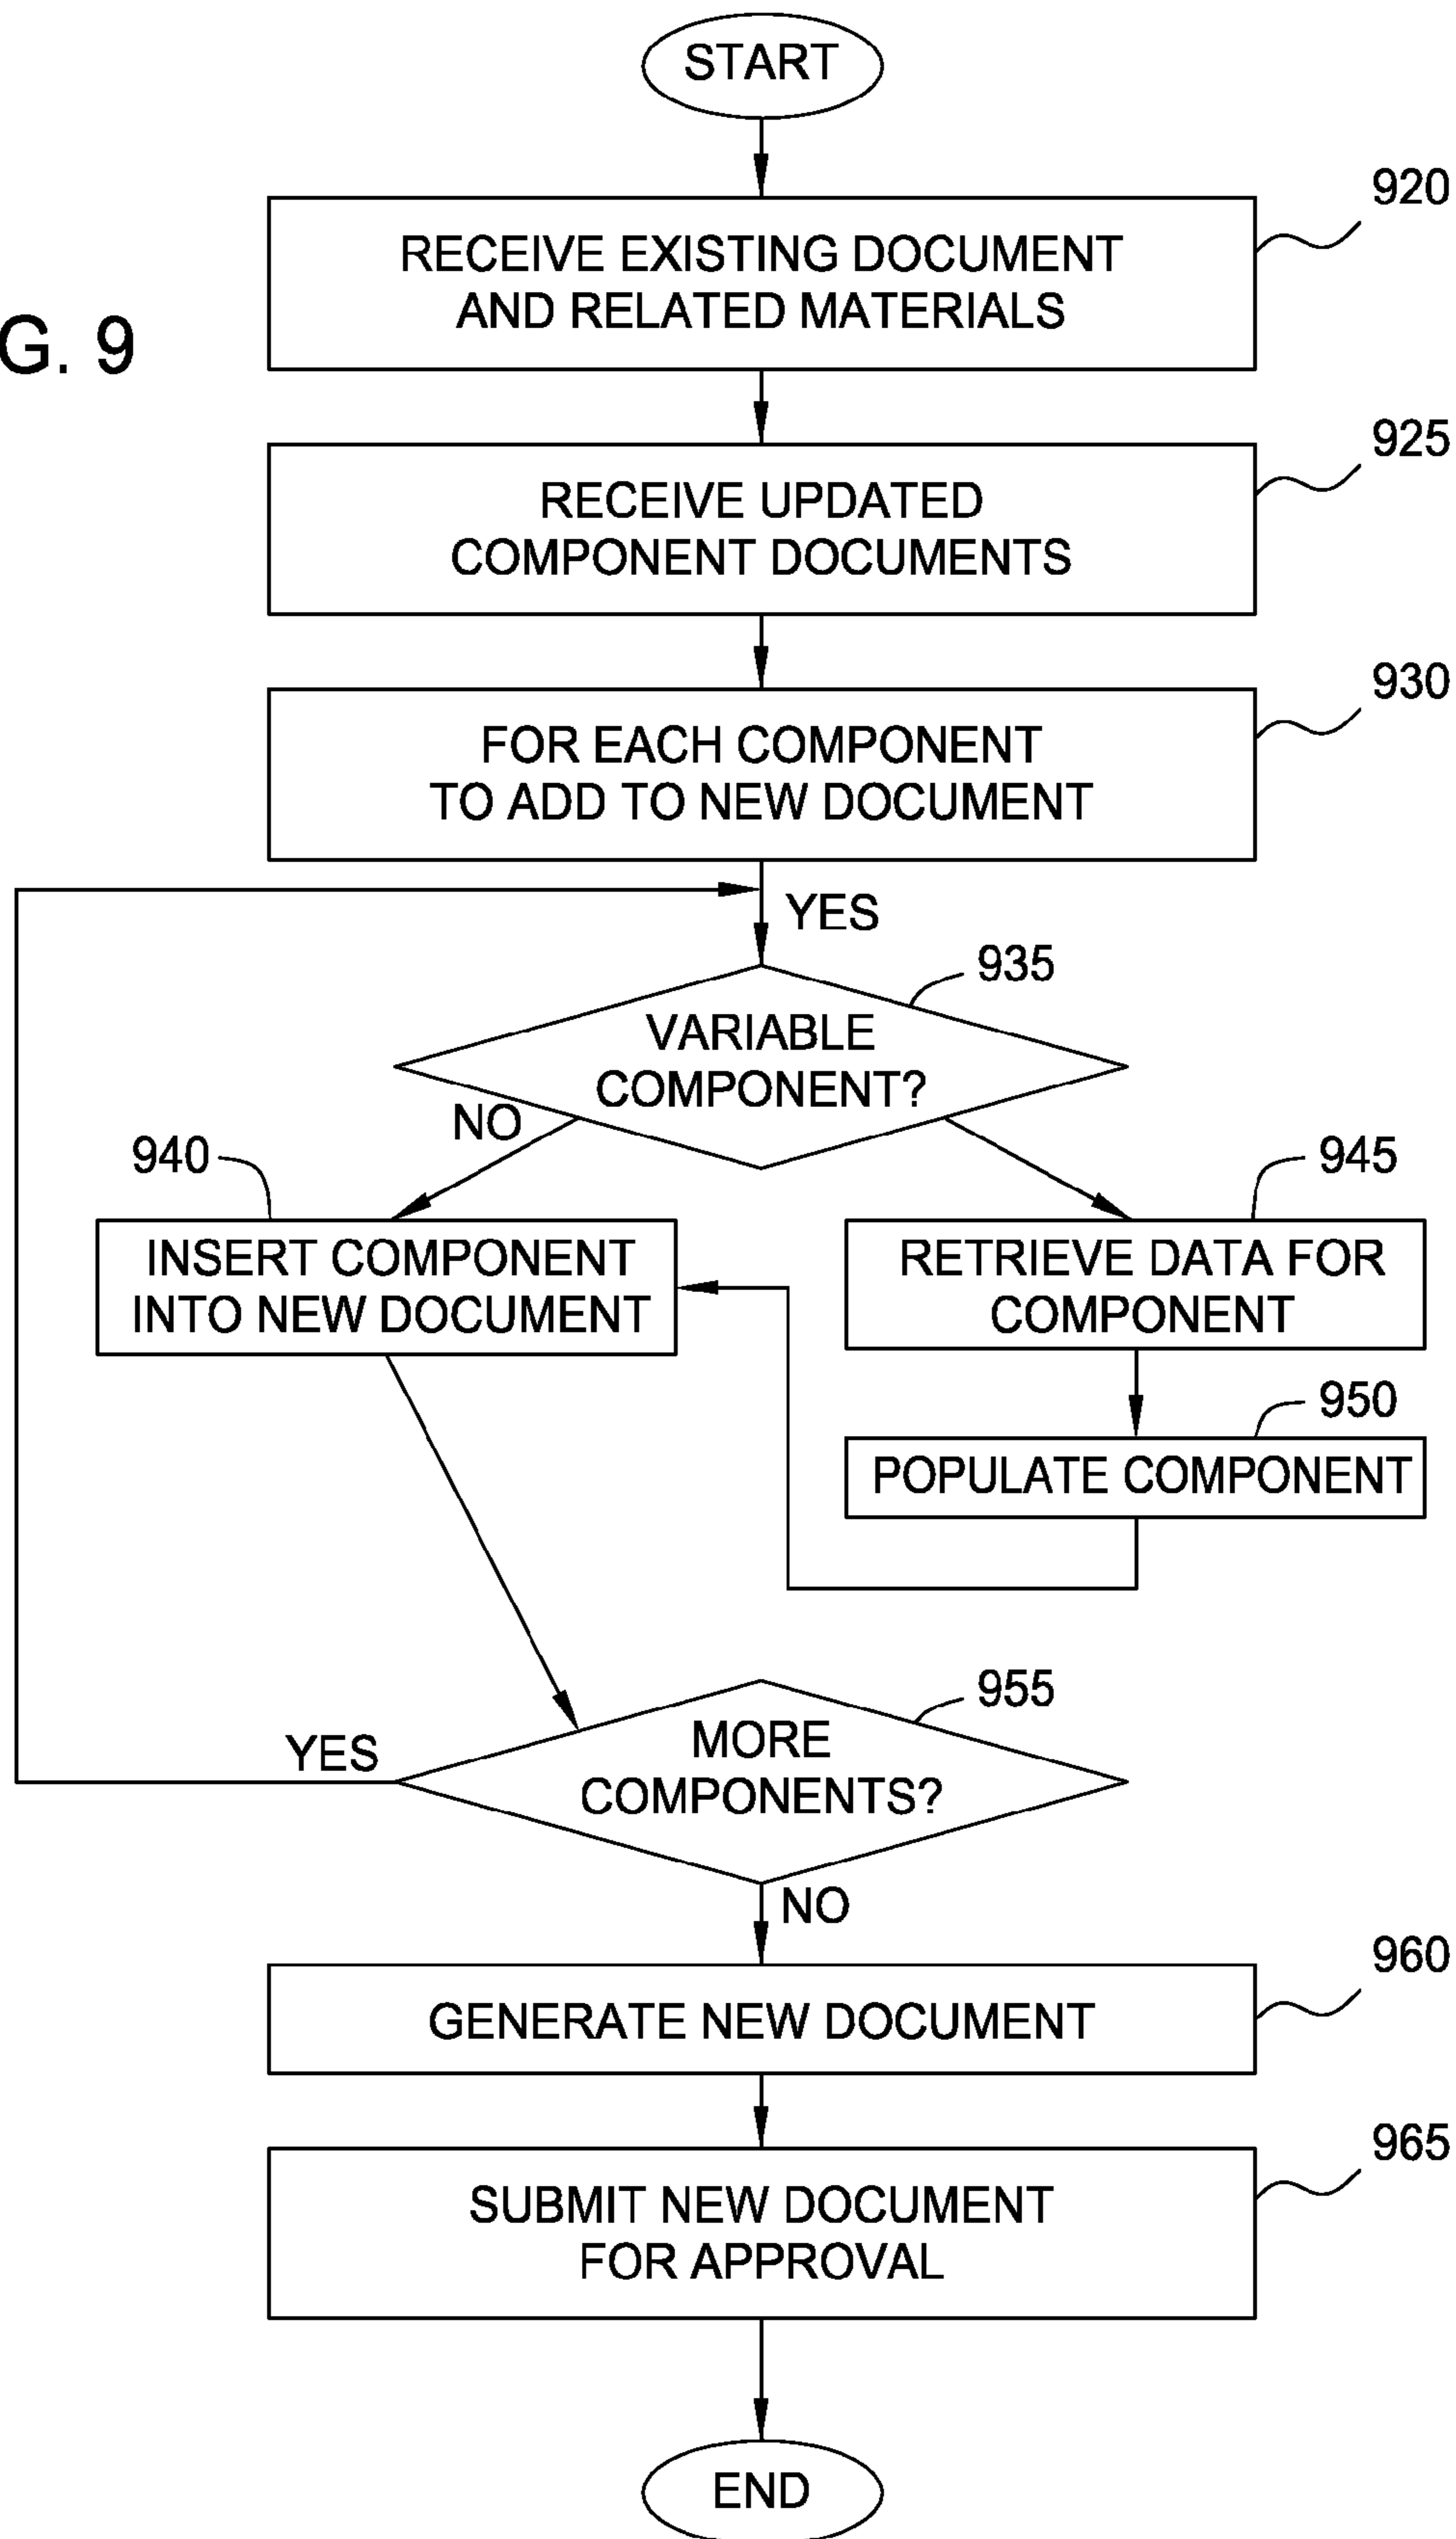 START
920
RECEIVE EXISTING DOCUMENT
AND RELATED MATERIALS
G. 9
925
RECEIVE UPDATED
COMPONENT DOCUMENTS
930
FOR EACH COMPONENT
TO ADD TO NEW DOCUMENT
YES
935
VARIABLE
COMPONENT?
NO
940
945
INSERT COMPONENT
INTO NEW DOCUMENT
RETRIEVE DATA FOR
COMPONENT
950
POPULATE COMPONENT
955
MORE
COMPONENTS?
YES
NO
960
GENERATE NEW DOCUMENT
965
SUBMIT NEW DOCUMENT
FOR APPROVAL
END